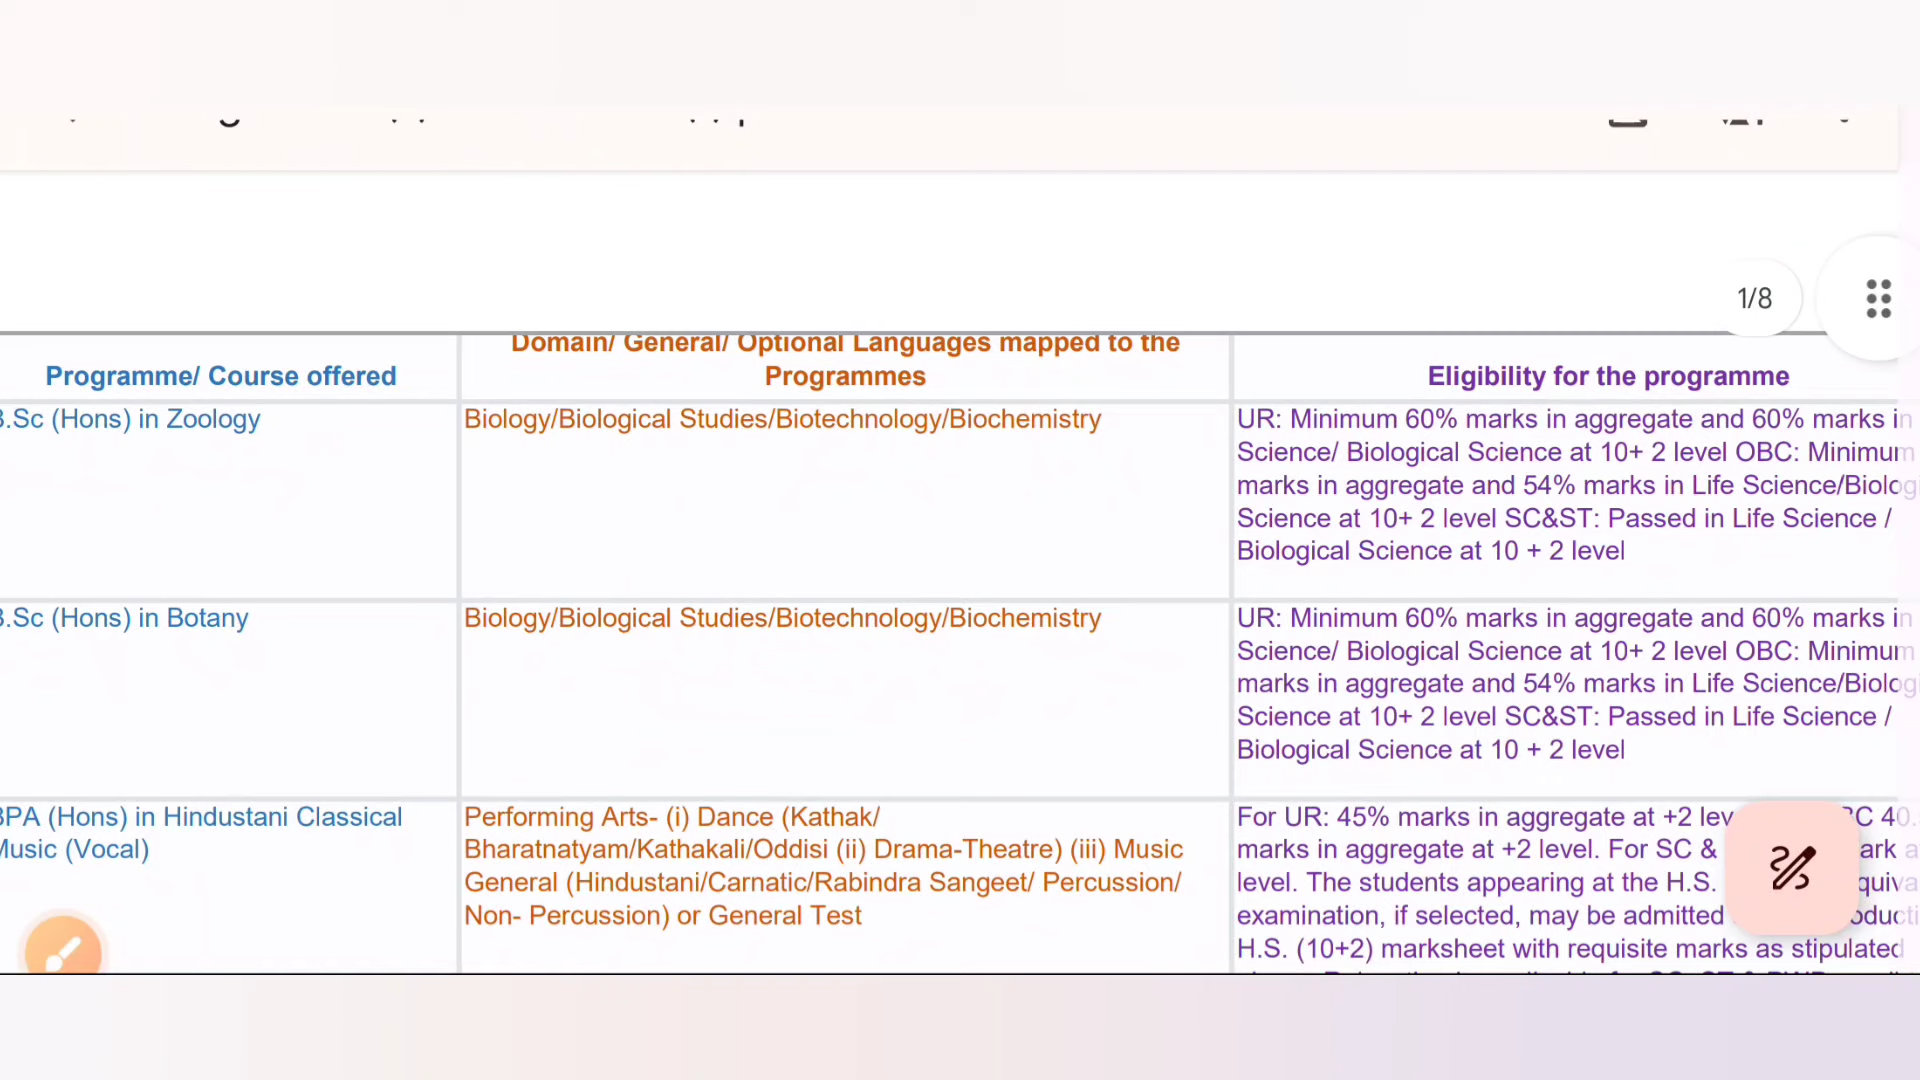 1/8
Domain/ General/ Optional Languages mapped to the
Programmes
Programme/ Course offered
Eligibility for the programme
.Sc (Hons) in Zoology
Biology/Biological Studies/Biotechnology/Biochemistry
UR: Minimum 60% marks in aggregate and 60% marks in
Science/ Biological Science at 10+ 2 level OBC: Minimum
marks in aggregate and 54% marks in Life Science/Biolog
Science at 10+ 2 level SC&ST: Passed in Life Science /
Biological Science at 10 + 2 level
.Sc (Hons) in Botany
Biology/Biological Studies/Biotechnology/Biochemistry
UR: Minimum 60% marks in aggregate and 60% marks in
Science/ Biological Science at 10+ 2 level OBC: Minimum
marks in aggregate and 54% marks in Life Science/Biolog
Science at 10+ 2 level SC&ST: Passed in Life Science /
Biological Science at 10 + 2 level
BPA (Hons) in Hindustani Classical
Music (Vocal)
Performing Arts- (i) Dance (Kathak/
Bharatnatyam/Kathakali/Oddisi (ii) Drama-Theatre) (iii) Music
General (Hindustani/Carnatic/Rabindra Sangeet/ Percussion/
Non- Percussion) or General Test
For UR: 45% marks in aggregate at +2 lev C 40.
marks in aggregate at +2 level. For SC & ark a
level. The students appearing at the H.S. quiva
examination, if selected, may be admitted oducti
H.S. (10+2) marksheet with requisite marks as stipulated